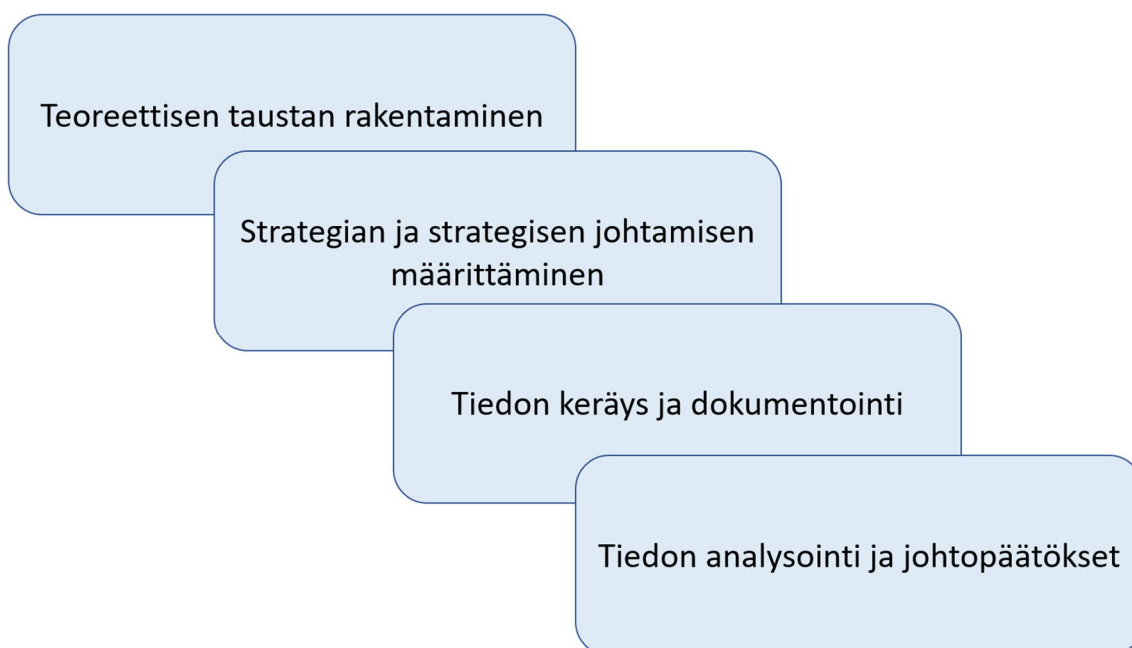 Teoreettisen taustan rakentaminen
Strategian ja strategisen johtamisen
määrittäminen
Tiedon keräys ja dokumentointi
Tiedon analysointi ja johtopäätökset